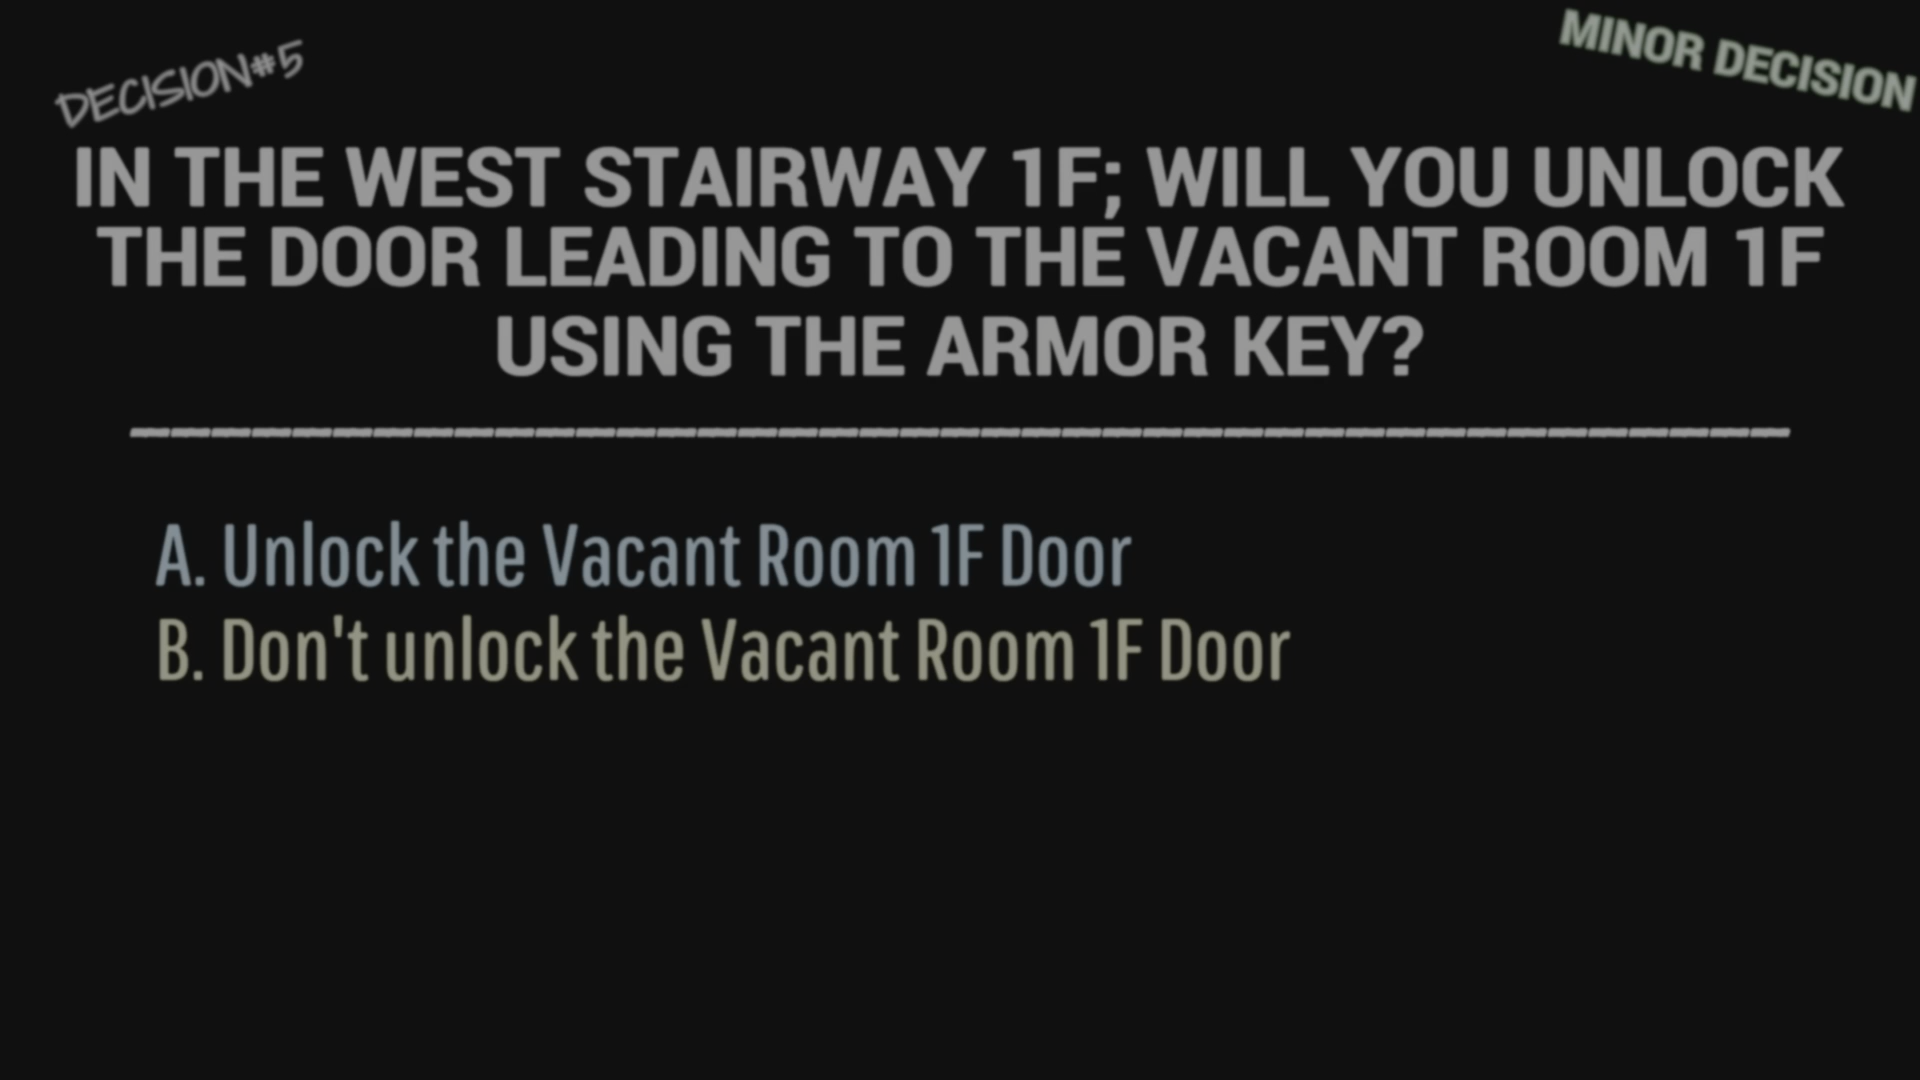 DECISION#5
MINOR DECISION
IN THE WEST STAIRWAY 1F; WILL YOU UNLOCK
THE DOOR LEADING TO THE VACANT ROOM 1F
USING THE ARMOR KEY?
A. Unlock the Vacant Room 1F Door
B. Don't unlock the Vacant Room 1F Door